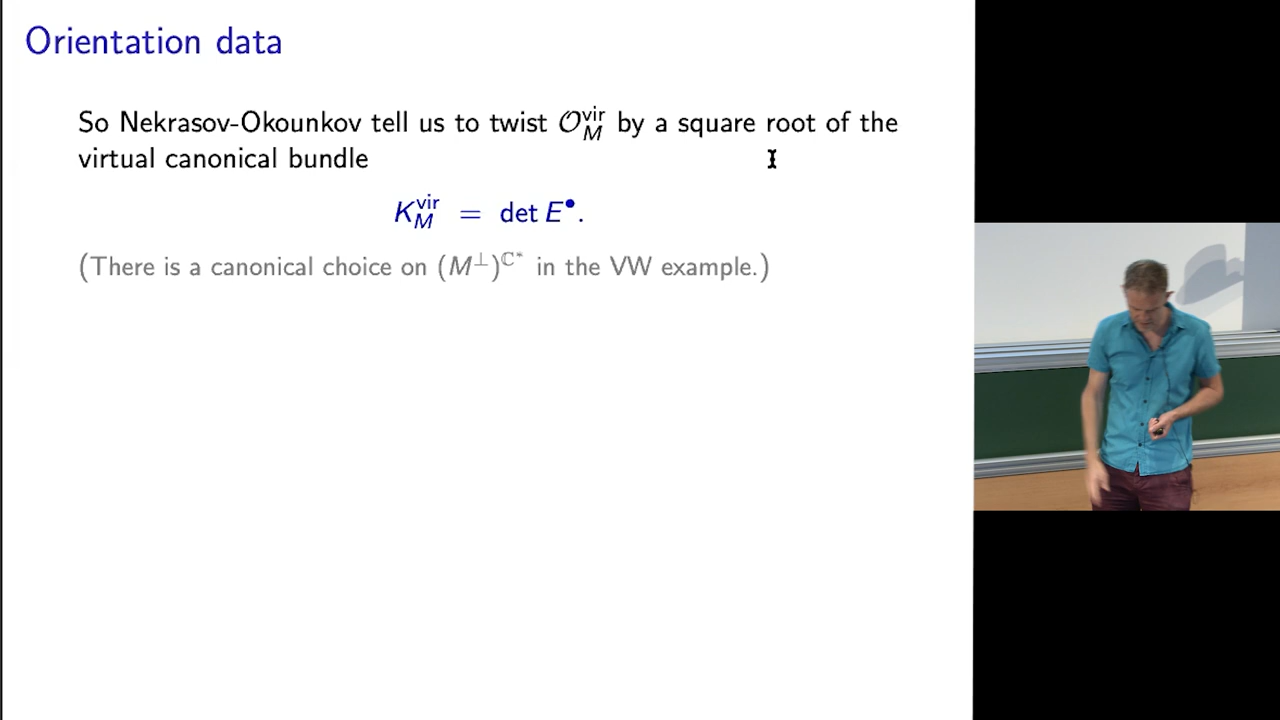 Orientation data
So Nekrasov-Okounkov tell us to twist 𝒪_M^vir by a square root of the
virtual canonical bundle
K_M^vir = det E^•.
(There is a canonical choice on (M^⊥)^ℂ* in the VW example.)